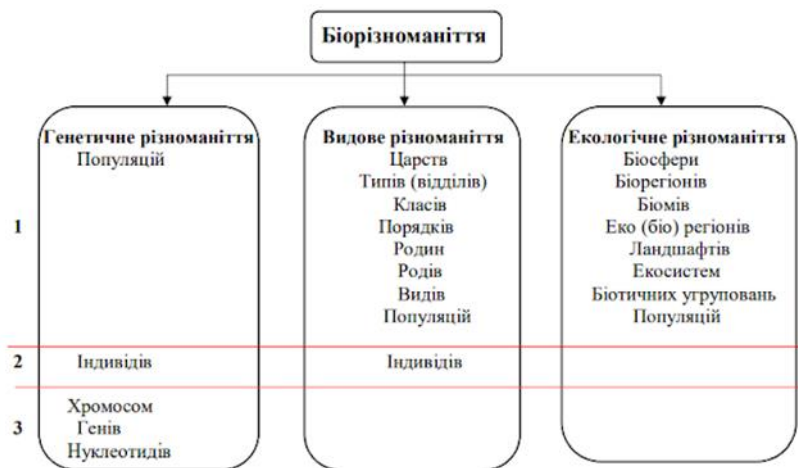 Біорізноманіття
Генетичне різноманіття
Популяцій
Видове різноманіття
Царств
Типів (відділів)
Класів
Порядків
Родин
Родів
Видів
Популяцій
Екологічне різноманіття
Біосфери
Біорегіонів
Біомів
Еко (біо) регіонів
Ландшафтів
Екосистем
Біотичних угруповань
Популяцій
1
2
Індивідів
Індивідів
3
Хромосом
Генів
Нуклеотидів